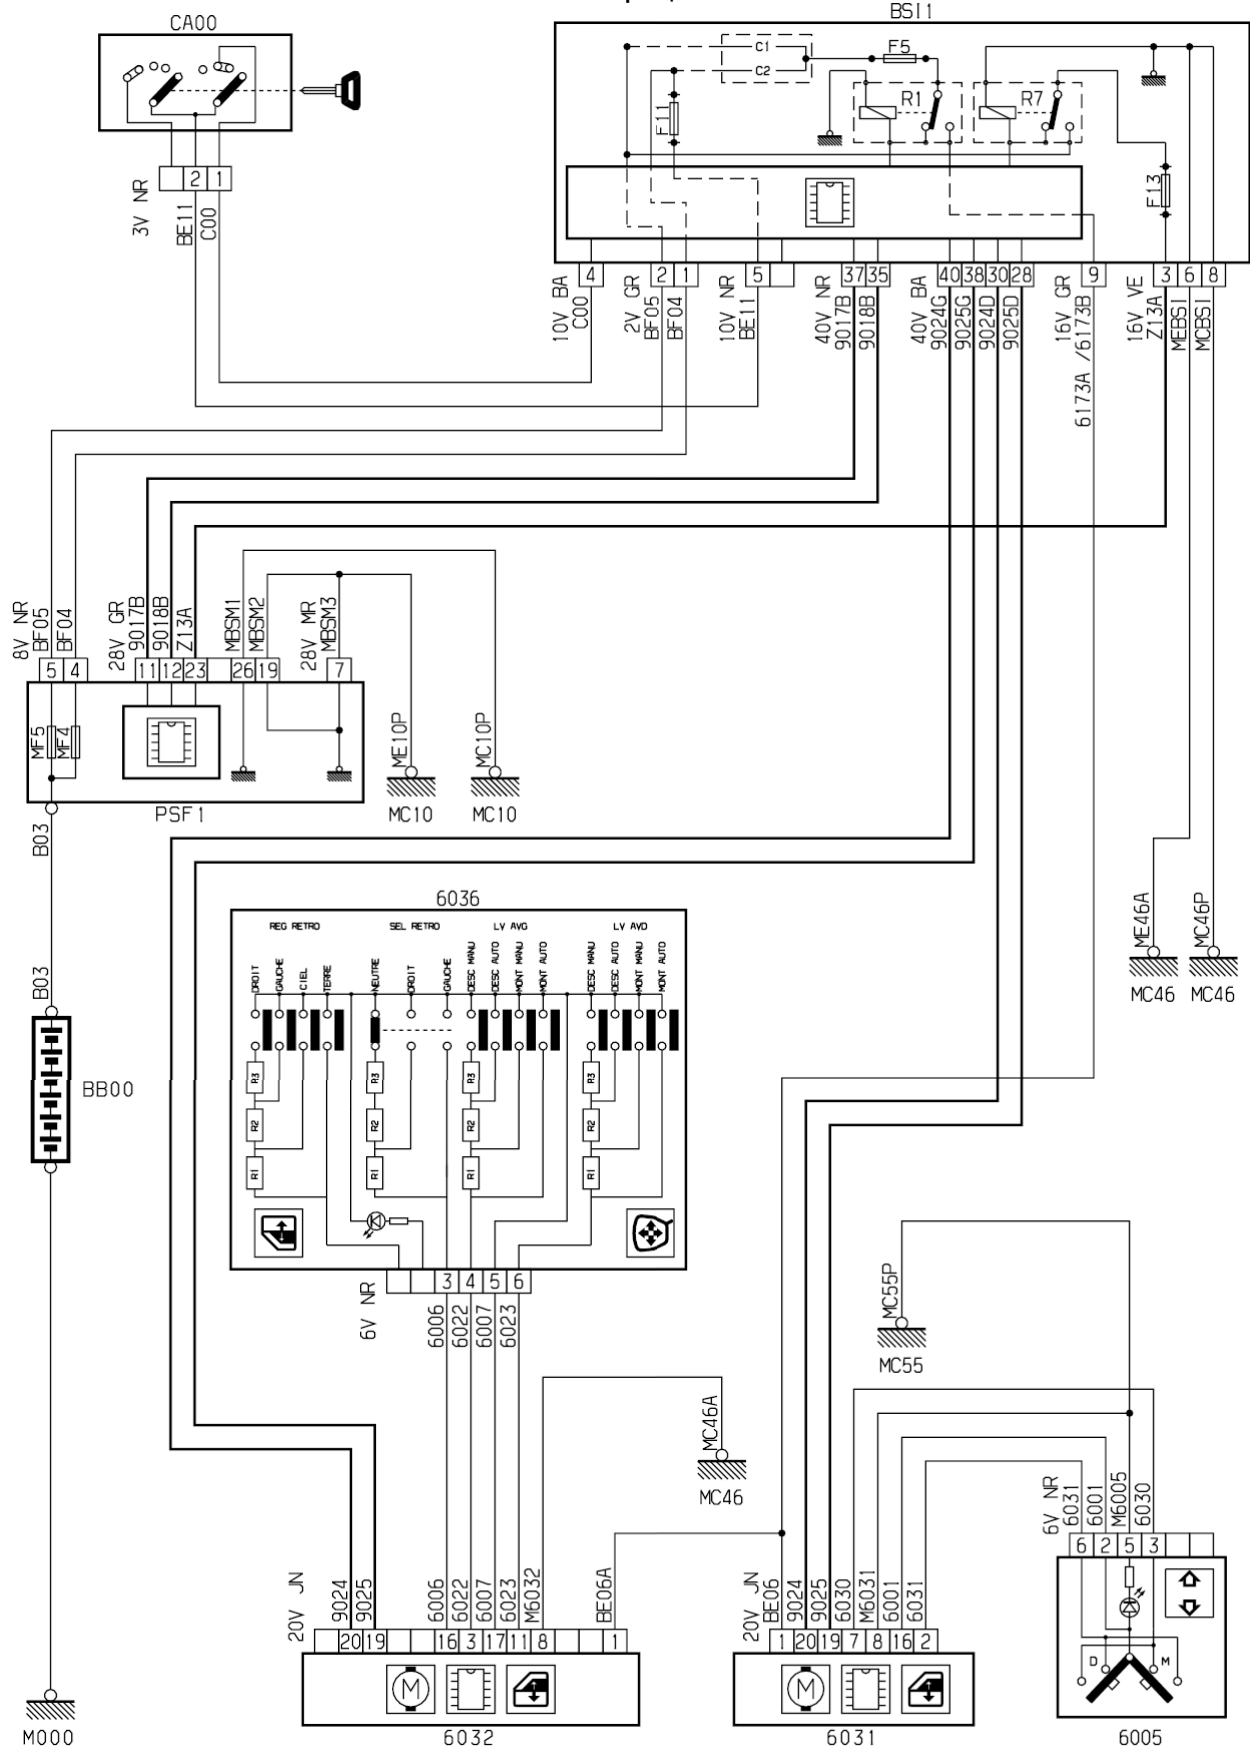 CA00
BSI1
C1
C2
F5
F11
R1
R7
F13
2 1
3V NR
BE11
C00
4 2 1 5 37 35 40 38 30 28 9 3 6 8
10V BA
C00
2V GR
BF05
BF04
10V NR
BE11
40V NR
9017B
9018B
40V BA
9024G
9025G
9024D
9025D
16V GR
6173A /6173B
16V VE
Z13A
MEBSI
MCBSI
8V NR
BF05
BF04
28V GR
9017B
9018B
Z13A
MBSM1
MBSM2
28V MR
MBSM3
5 4 11 12 23 26 19 7
MF5
MF4
PSF1
ME10P
MC10P
MC10 MC10
B03
B03
BB00
M000
6036
REG RETRO SEL RETRO LV AVG LV AVD
DROIT
GAUCHE
CIEL
TERRE
NEUTRE
DROIT
GAUCHE
DESC MANU
DESC AUTO
MONT MANU
MONT AUTO
DESC MANU
DESC AUTO
MONT MANU
MONT AUTO
R3 R3 R3 R3
R2 R2 R2 R2
R1 R1 R1 R1
3 4 5 6
6V NR
6006
6022
6007
6023
ME46A
MC46P
MC46 MC46
MC55P
MC55
MC46A
MC46
20V JN
9024
9025
6006
6022
6007
6023
M6032
BE06A
20 19 16 3 17 11 8 1
M
6032
20V JN
BE06
9024
9025
6030
M6031
6001
6031
1 20 19 7 8 16 2
M
6031
6V NR
6031
6001
M6005
6030
6 2 5 3
D M
6005